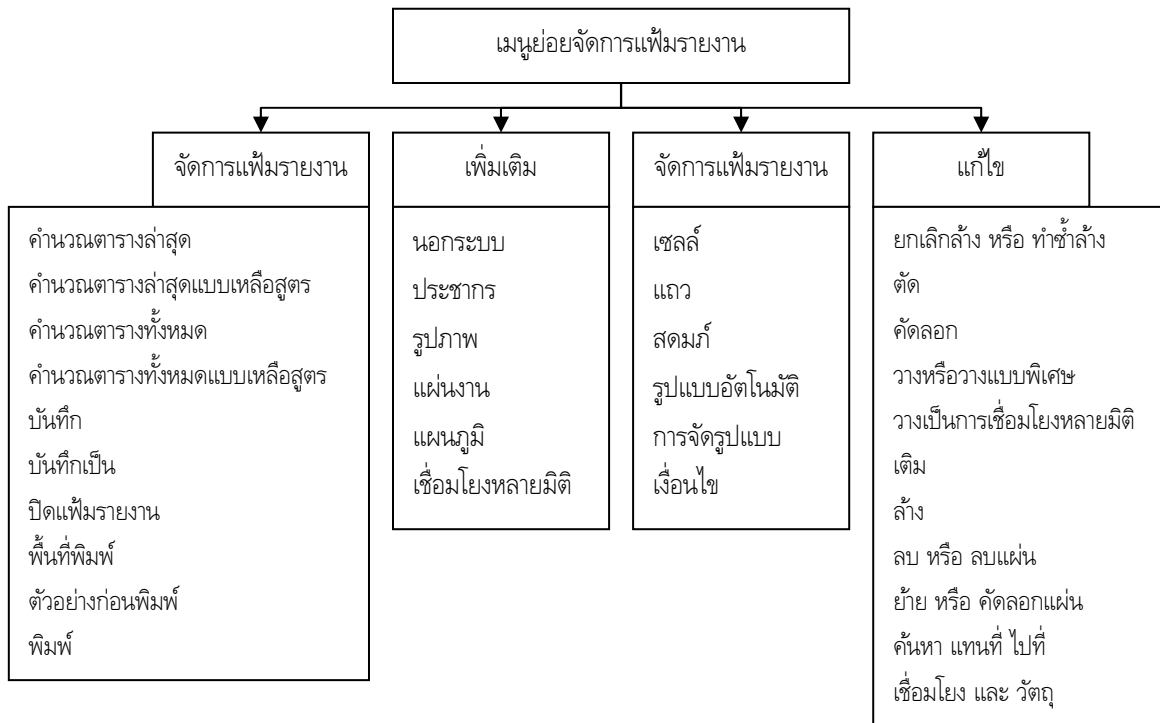 เมนูย่อยจัดการแฟ้มรายงาน
จัดการแฟ้มรายงาน
คำนวณตารางล่าสุด
คำนวณตารางล่าสุดแบบเหลือสูตร
คำนวณตารางทั้งหมด
คำนวณตารางทั้งหมดแบบเหลือสูตร
บันทึก
บันทึกเป็น
ปิดแฟ้มรายงาน
พื้นที่พิมพ์
ตัวอย่างก่อนพิมพ์
พิมพ์
เพิ่มเติม
นอกระบบ
ประชากร
รูปภาพ
แผ่นงาน
แผนภูมิ
เชื่อมโยงหลายมิติ
จัดการแฟ้มรายงาน
เซลล์
แถว
สดมภ์
รูปแบบอัตโนมัติ
การจัดรูปแบบ
เงื่อนไข
แก้ไข
ยกเลิกล้าง หรือ ทำซ้ำล้าง
ตัด
คัดลอก
วางหรือวางแบบพิเศษ
วางเป็นการเชื่อมโยงหลายมิติ
เติม
ล้าง
ลบ หรือ ลบแผ่น
ย้าย หรือ คัดลอกแผ่น
ค้นหา แทนที่ ไปที่
เชื่อมโยง และ วัตถุ